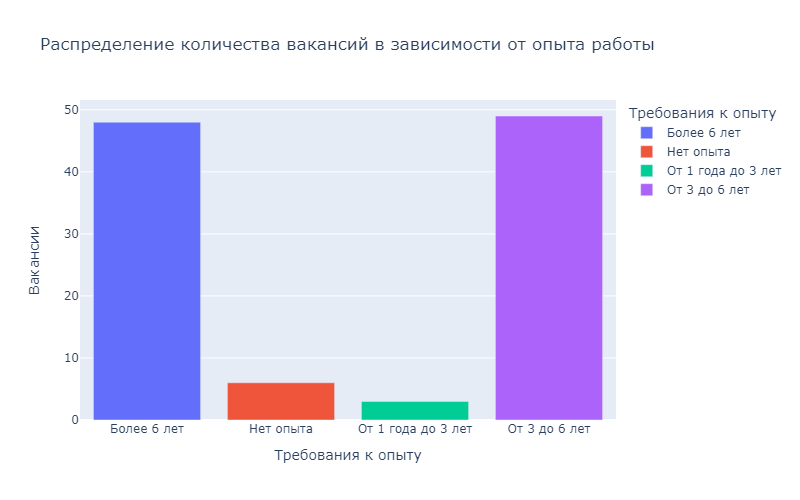 Распределение количества вакансий в зависимости от опыта работы
Вакансии
50
40
30
20
10
0
Более 6 лет
Нет опыта
От 1 года до 3 лет
От 3 до 6 лет
Требования к опыту
Требования к опыту
Более 6 лет
Нет опыта
От 1 года до 3 лет
От 3 до 6 лет